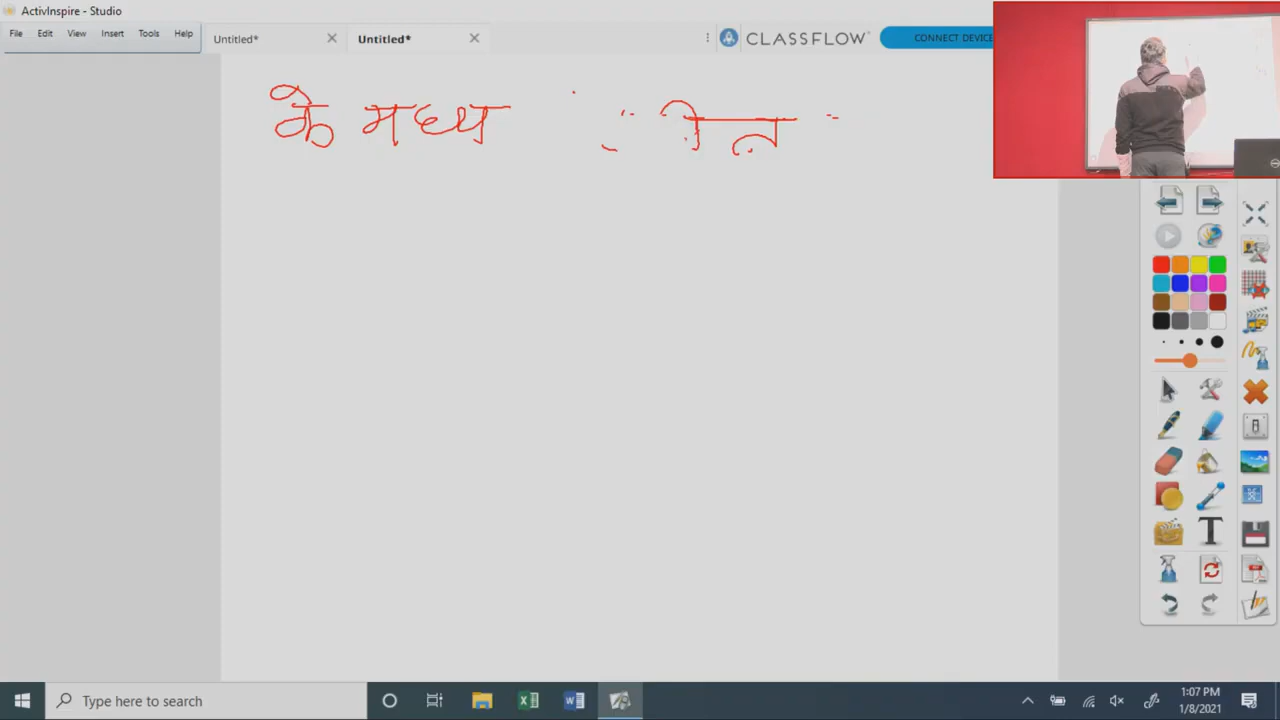 ActivInspire - Studio
File Edit View Insert Tools Help
Untitled* Untitled*
CLASSFLOW CONNECT DEVICE
के मध्य
Type here to search
1:07 PM
1/8/2021